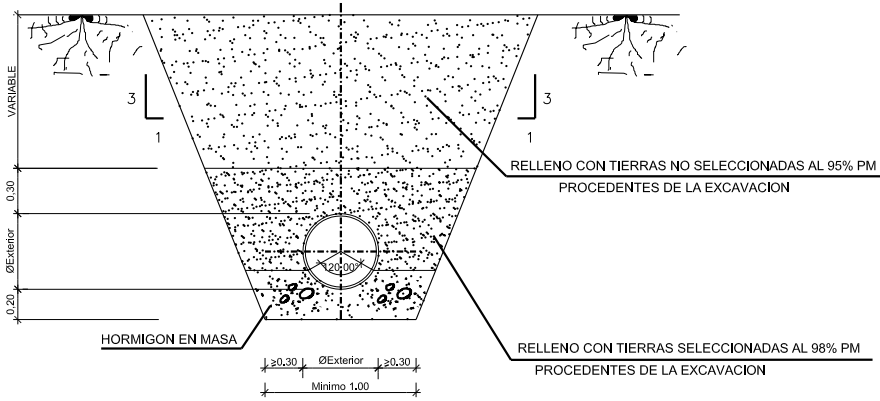 VARIABLE
3
1
3
1
RELLENO CON TIERRAS NO SELECCIONADAS AL 95% PM
PROCEDENTES DE LA EXCAVACION
0.30
ØExterior
120.00°
0.20
HORMIGON EN MASA
≥0.30
ØExterior
≥0.30
Minimo 1.00
RELLENO CON TIERRAS SELECCIONADAS AL 98% PM
PROCEDENTES DE LA EXCAVACION